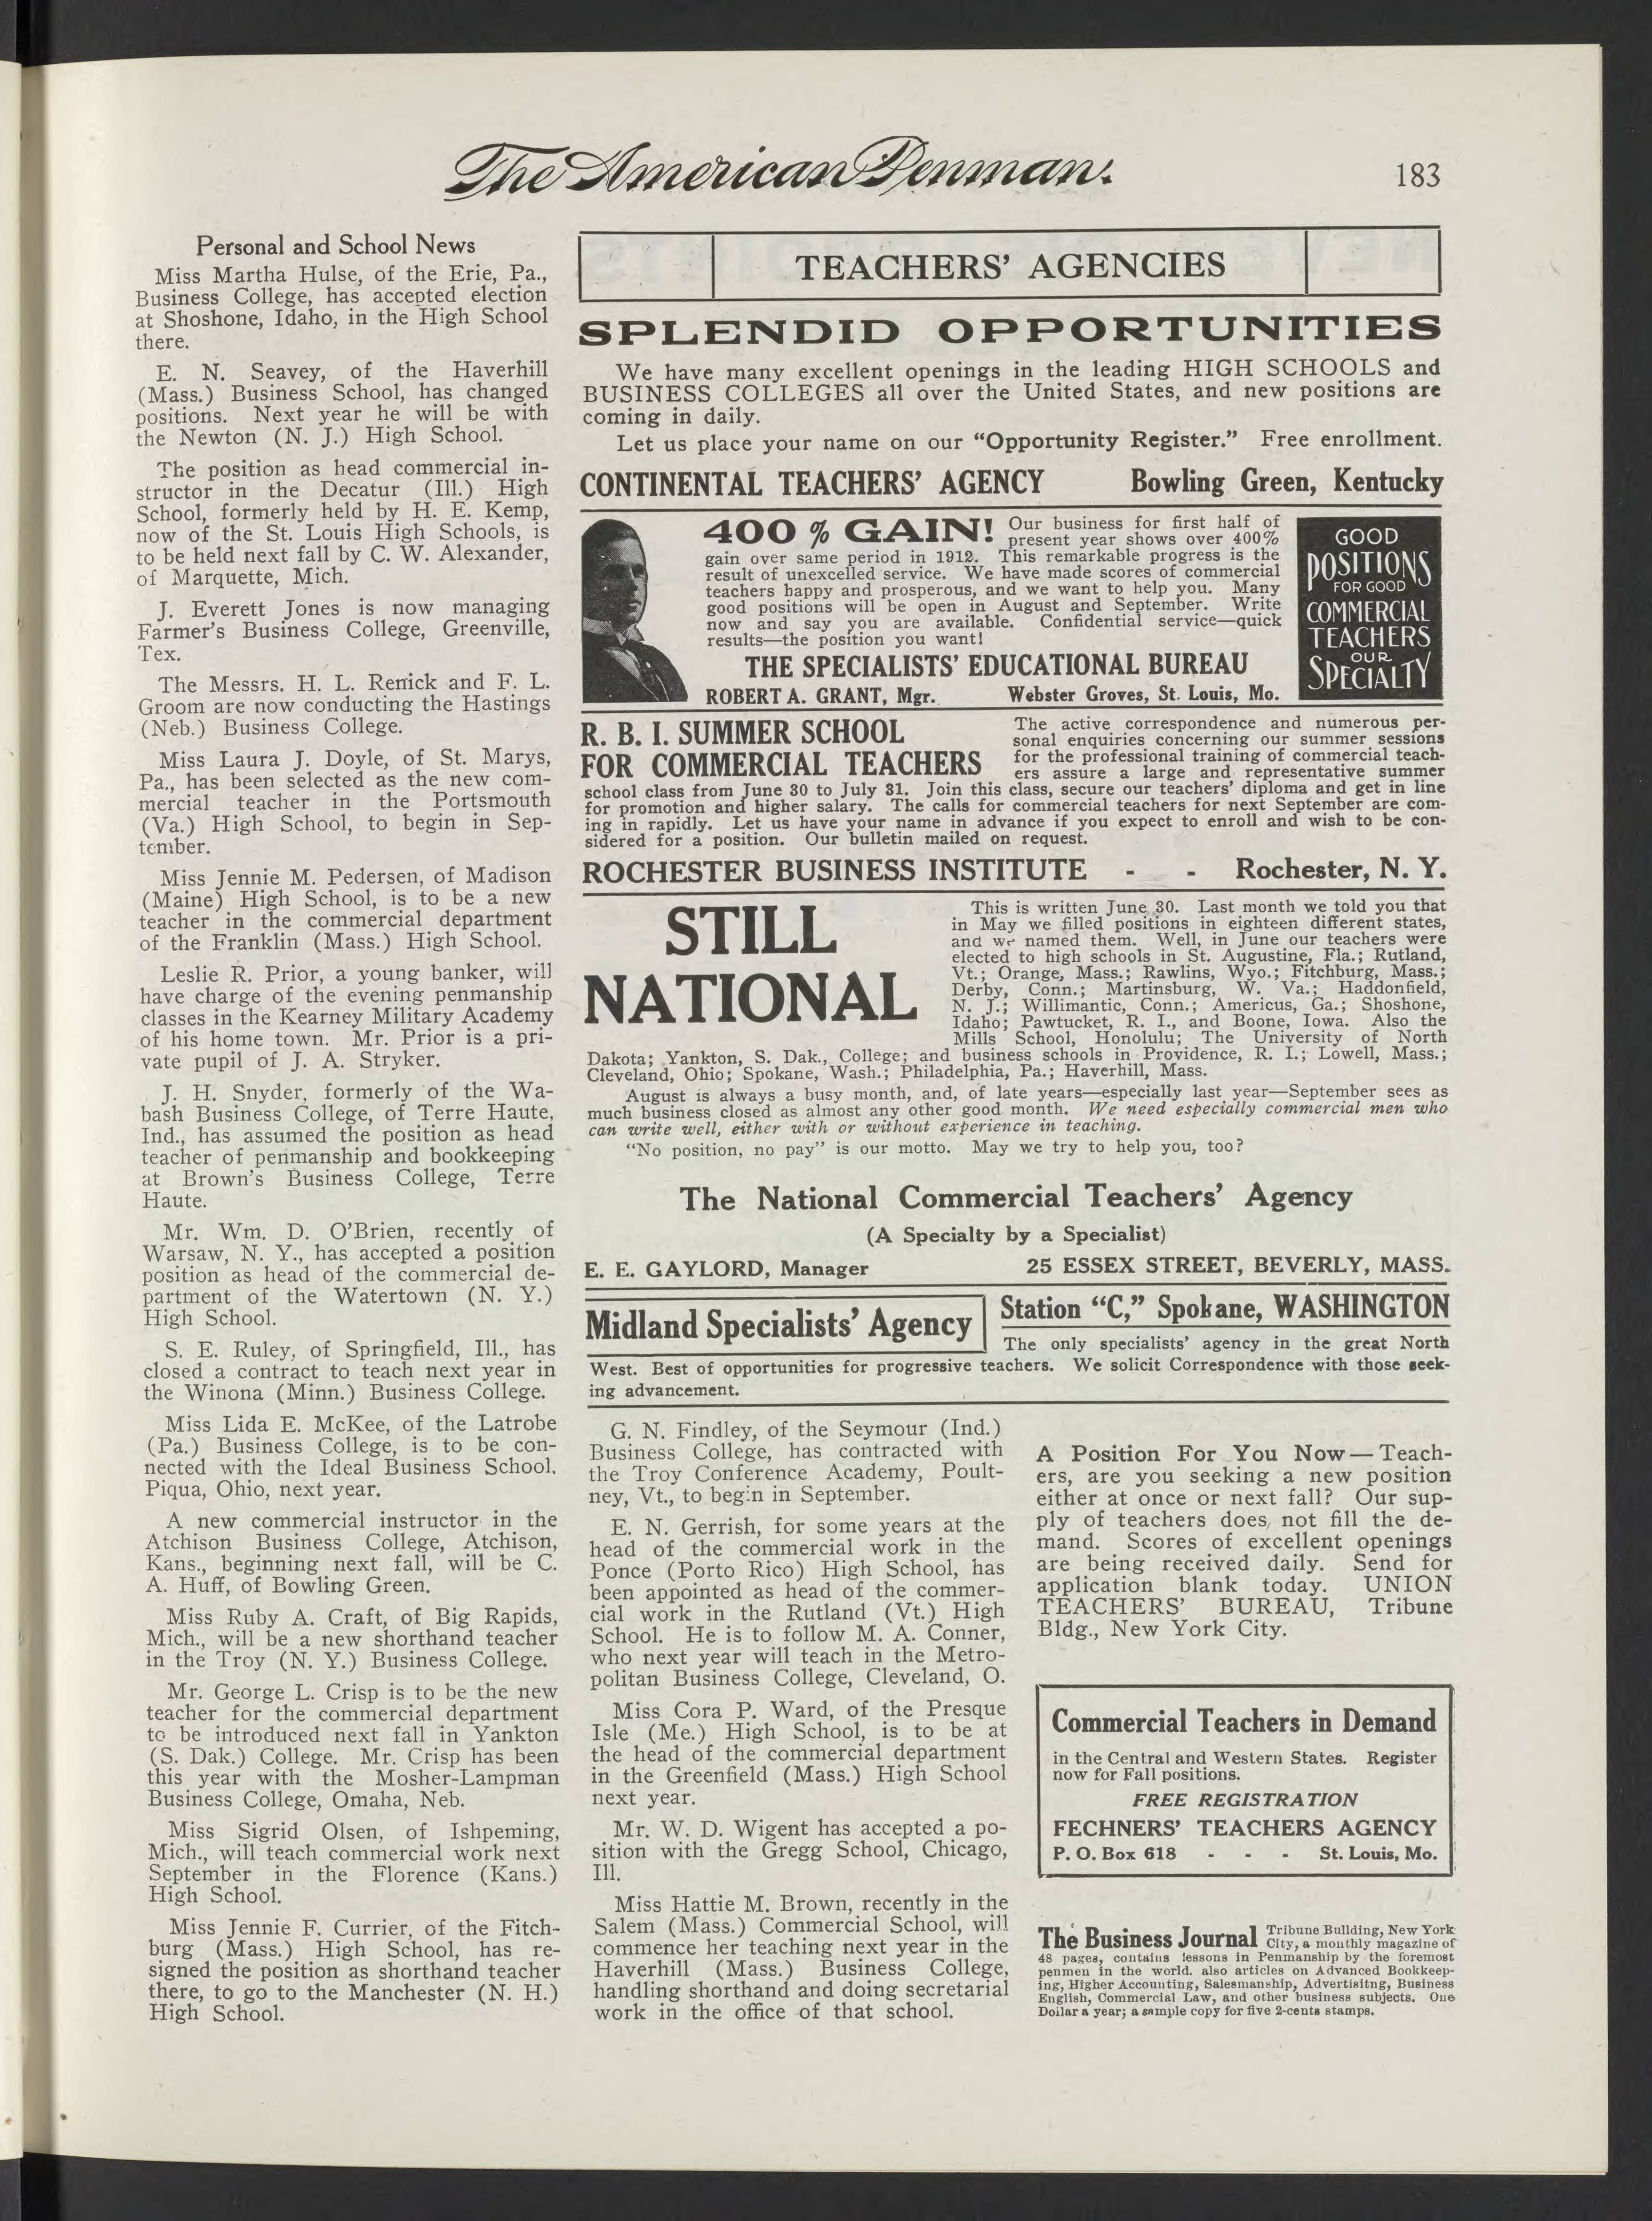 The American Penman.
183
Personal and School News
Miss Martha Hulse, of the Erie, Pa.,
Business College, has accepted election
at Shoshone, Idaho, in the High School
there.
E. N. Seavey, of the Haverhill
(Mass.) Business School, has changed
positions. Next year he will be with
the Newton (N. J.) High School.
The position as head commercial in-
structor in the Decatur (Ill.) High
School, formerly held by H. E. Kemp,
now of the St. Louis High Schools, is
to be held next fall by C. W. Alexander,
of Marquette, Mich.
J. Everett Jones is now managing
Farmer's Business College, Greenville,
Tex.
The Messrs. H. L. Renick and F. L.
Groom are now conducting the Hastings
(Neb.) Business College.
Miss Laura J. Doyle, of St. Marys,
Pa., has been selected as the new com-
mercial teacher in the Portsmouth
(Va.) High School, to begin in Sep-
tember.
Miss Jennie M. Pedersen, of Madison
(Maine) High School, is to be a new
teacher in the commercial department
of the Franklin (Mass.) High School.
Leslie R. Prior, a young banker, will
have charge of the evening penmanship
classes in the Kearney Military Academy
of his home town. Mr. Prior is a pri-
vate pupil of J. A. Stryker.
J. H. Snyder, formerly of the Wa-
bash Business College, of Terre Haute,
Ind., has assumed the position as head
teacher of penmanship and bookkeeping
at Brown's Business College, Terre
Haute.
Mr. Wm. D. O'Brien, recently of
Warsaw, N. Y., has accepted a position
position as head of the commercial de-
partment of the Watertown (N. Y.)
High School.
S. E. Ruley, of Springfield, Ill., has
closed a contract to teach next year in
the Winona (Minn.) Business College.
Miss Lida E. McKee, of the Latrobe
(Pa.) Business College, is to be con-
nected with the Ideal Business School,
Piqua, Ohio, next year.
A new commercial instructor in the
Atchison Business College, Atchison,
Kans., beginning next fall, will be C.
A. Huff, of Bowling Green.
Miss Ruby A. Craft, of Big Rapids,
Mich., will be a new shorthand teacher
in the Troy (N. Y.) Business College.
Mr. George L. Crisp is to be the new
teacher for the commercial department
to be introduced next fall in Yankton
(S. Dak.) College. Mr. Crisp has been
this year with the Mosher-Lampman
Business College, Omaha, Neb.
Miss Sigrid Olsen, of Ishpeming,
Mich., will teach commercial work next
September in the Florence (Kans.)
High School.
Miss Jennie F. Currier, of the Fitch-
burg (Mass.) High School, has re-
signed the position as shorthand teacher
there, to go to the Manchester (N. H.)
High School.
TEACHERS' AGENCIES
SPLENDID OPPORTUNITIES
We have many excellent openings in the leading HIGH SCHOOLS and
BUSINESS COLLEGES all over the United States, and new positions are
coming in daily.
Let us place your name on our "Opportunity Register." Free enrollment.
CONTINENTAL TEACHERS' AGENCY Bowling Green, Kentucky
400 % GAIN! Our business for first half of
present year shows over 400%
gain over same period in 1912. This remarkable progress is the
result of unexcelled service. We have made scores of commercial
teachers happy and prosperous, and we want to help you. Many
good positions will be open in August and September. Write
now and say you are available. Confidential service—quick
results—the position you want!
THE SPECIALISTS' EDUCATIONAL BUREAU
ROBERT A. GRANT, Mgr. Webster Groves, St. Louis, Mo.
GOOD
POSITIONS
FOR GOOD
COMMERCIAL
TEACHERS
OUR
SPECIALTY
R. B. I. SUMMER SCHOOL
FOR COMMERCIAL TEACHERS
The active correspondence and numerous per-
sonal enquiries concerning our summer sessions
for the professional training of commercial teach-
ers assure a large and representative summer
school class from June 30 to July 31. Join this class, secure our teachers' diploma and get in line
for promotion and higher salary. The calls for commercial teachers for next September are com-
ing in rapidly. Let us have your name in advance if you expect to enroll and wish to be con-
sidered for a position. Our bulletin mailed on request.
ROCHESTER BUSINESS INSTITUTE - - Rochester, N. Y.
STILL
NATIONAL
This is written June 30. Last month we told you that
in May we filled positions in eighteen different states,
and we named them. Well, in June our teachers were
elected to high schools in St. Augustine, Fla.; Rutland,
Vt.; Orange, Mass.; Rawlins, Wyo.; Fitchburg, Mass.;
Derby, Conn.; Martinsburg, W. Va.; Haddonfield,
N. J.; Willimantic, Conn.; Americus, Ga.; Shoshone,
Idaho; Pawtucket, R. I., and Boone, Iowa. Also the
Mills School, Honolulu; The University of North
Dakota; Yankton, S. Dak., College; and business schools in Providence, R. I.; Lowell, Mass.;
Cleveland, Ohio; Spokane, Wash.; Philadelphia, Pa.; Haverhill, Mass.
August is always a busy month, and, of late years—especially last year—September sees as
much business closed as almost any other good month. We need especially commercial men who
can write well, either with or without experience in teaching.
"No position, no pay" is our motto. May we try to help you, too?
The National Commercial Teachers' Agency
(A Specialty by a Specialist)
E. E. GAYLORD, Manager 25 ESSEX STREET, BEVERLY, MASS.
Midland Specialists' Agency
Station "C," Spokane, WASHINGTON
The only specialists' agency in the great North
West. Best of opportunities for progressive teachers. We solicit Correspondence with those seek-
ing advancement.
G. N. Findley, of the Seymour (Ind.)
Business College, has contracted with
the Troy Conference Academy, Poult-
ney, Vt., to begin in September.
E. N. Gerrish, for some years at the
head of the commercial work in the
Ponce (Porto Rico) High School, has
been appointed as head of the commer-
cial work in the Rutland (Vt.) High
School. He is to follow M. A. Conner,
who next year will teach in the Metro-
politan Business College, Cleveland, O.
Miss Cora P. Ward, of the Presque
Isle (Me.) High School, is to be at
the head of the commercial department
in the Greenfield (Mass.) High School
next year.
Mr. W. D. Wigent has accepted a po-
sition with the Gregg School, Chicago,
Ill.
Miss Hattie M. Brown, recently in the
Salem (Mass.) Commercial School, will
commence her teaching next year in the
Haverhill (Mass.) Business College,
handling shorthand and doing secretarial
work in the office of that school.
A Position For You Now—Teach-
ers, are you seeking a new position
either at once or next fall? Our sup-
ply of teachers does not fill the de-
mand. Scores of excellent openings
are being received daily. Send for
application blank today. UNION
TEACHERS' BUREAU, Tribune
Bldg., New York City.
Commercial Teachers in Demand
in the Central and Western States. Register
now for Fall positions.
FREE REGISTRATION
FECHNERS' TEACHERS AGENCY
P. O. Box 618 - - - St. Louis, Mo.
The Business Journal Tribune Building, New York
City, a monthly magazine of
48 pages, contains lessons in Penmanship by the foremost
penmen in the world. also articles on Advanced Bookkeep-
ing, Higher Accounting, Salesmanship, Advertisitng, Business
English, Commercial Law, and other business subjects. One
Dollar a year; a sample copy for five 2-cents stamps.